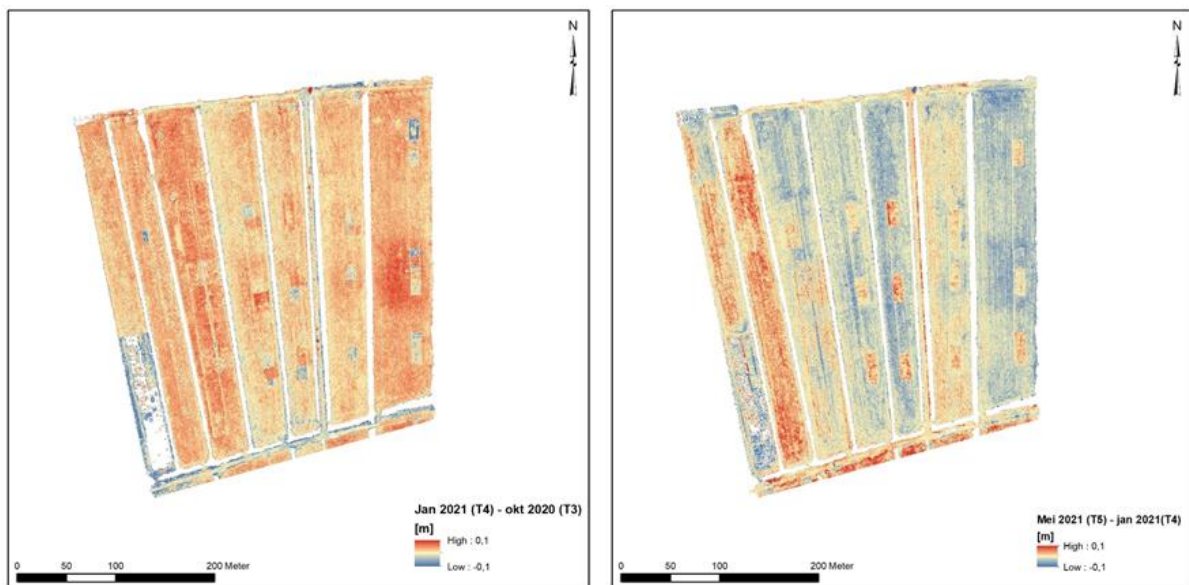 N
Jan 2021 (T4) - okt 2020 (T3)
[m]
High : 0,1
Low : -0,1
0 50 100 200 Meter
N
Mei 2021 (T5) - jan 2021(T4)
[m]
High : 0,1
Low : -0,1
0 50 100 200 Meter